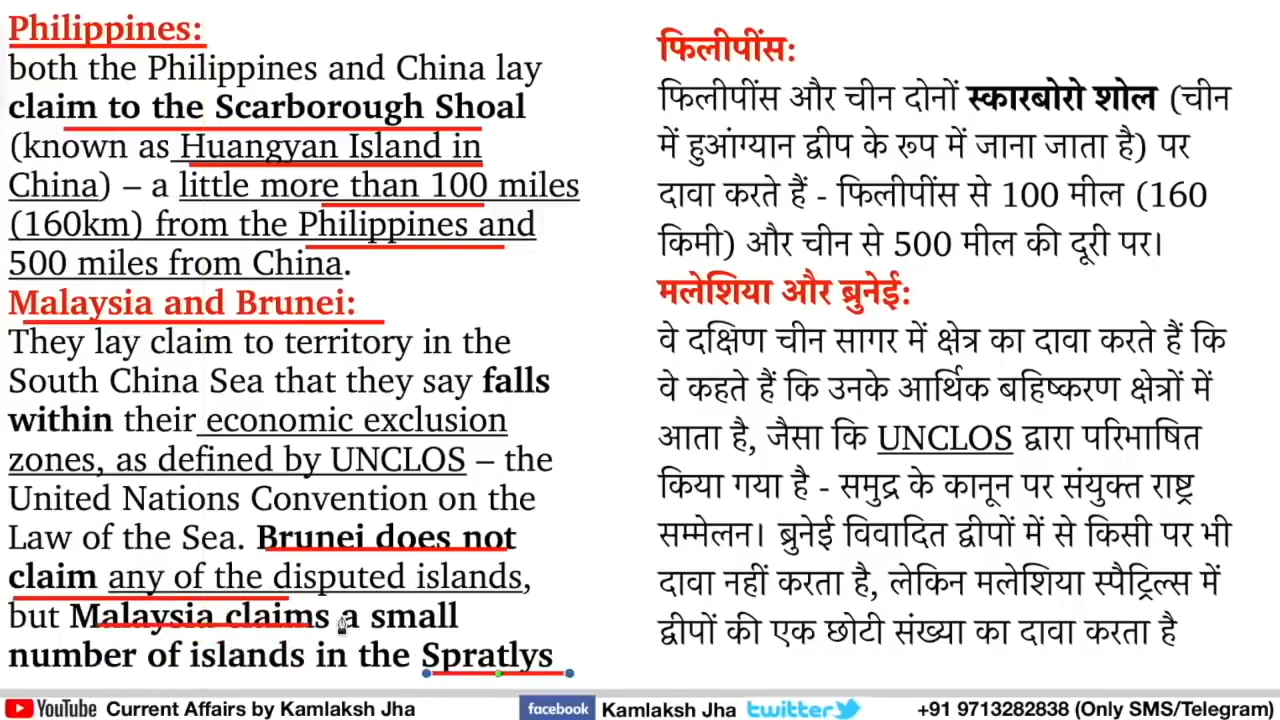 Philippines:
both the Philippines and China lay
claim to the Scarborough Shoal
(known as Huangyan Island in
China) – a little more than 100 miles
(160km) from the Philippines and
500 miles from China.
Malaysia and Brunei:
They lay claim to territory in the
South China Sea that they say falls
within their economic exclusion
zones, as defined by UNCLOS – the
United Nations Convention on the
Law of the Sea. Brunei does not
claim any of the disputed islands,
but Malaysia claims a small
number of islands in the Spratlys
फिलीपींस:
फिलीपींस और चीन दोनों स्कारबोरो शोल (चीन
में हुआंग्यान द्वीप के रूप में जाना जाता है) पर
दावा करते हैं - फिलीपींस से 100 मील (160
किमी) और चीन से 500 मील की दूरी पर।
मलेशिया और ब्रुनेई:
वे दक्षिण चीन सागर में क्षेत्र का दावा करते हैं कि
वे कहते हैं कि उनके आर्थिक बहिष्करण क्षेत्रों में
आता है, जैसा कि UNCLOS द्वारा परिभाषित
किया गया है - समुद्र के कानून पर संयुक्त राष्ट्र
सम्मेलन। ब्रुनेई विवादित द्वीपों में से किसी पर भी
दावा नहीं करता है, लेकिन मलेशिया स्पैट्रिल्स में
द्वीपों की एक छोटी संख्या का दावा करता है
YouTube Current Affairs by Kamlaksh Jha facebook Kamlaksh Jha twitter +91 9713282838 (Only SMS/Telegram)